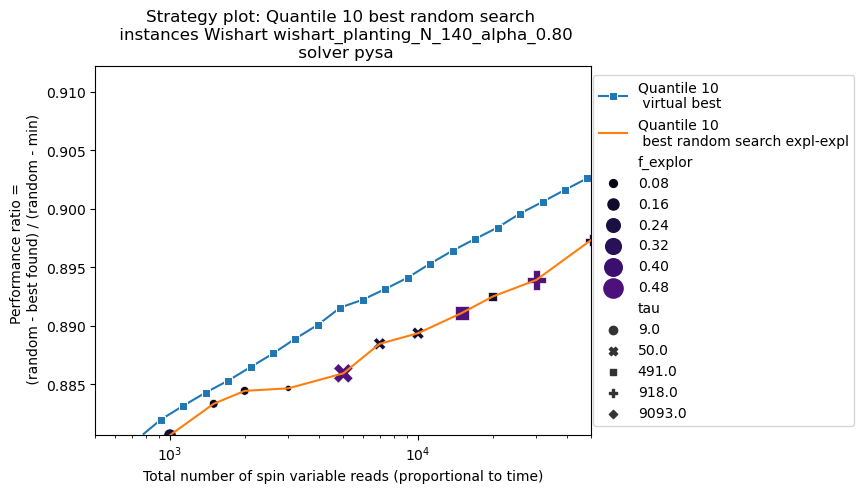 Strategy plot: Quantile 10 best random search
instances Wishart wishart_planting_N_140_alpha_0.80
solver pysa
0.910
0.905
0.900
0.895
0.890
0.885
Performance ratio =
(random - best found) / (random - min)
10^3
10^4
Total number of spin variable reads (proportional to time)
Quantile 10
virtual best
Quantile 10
best random search expl-expl
f_explor
0.08
0.16
0.24
0.32
0.40
0.48
tau
9.0
50.0
491.0
918.0
9093.0